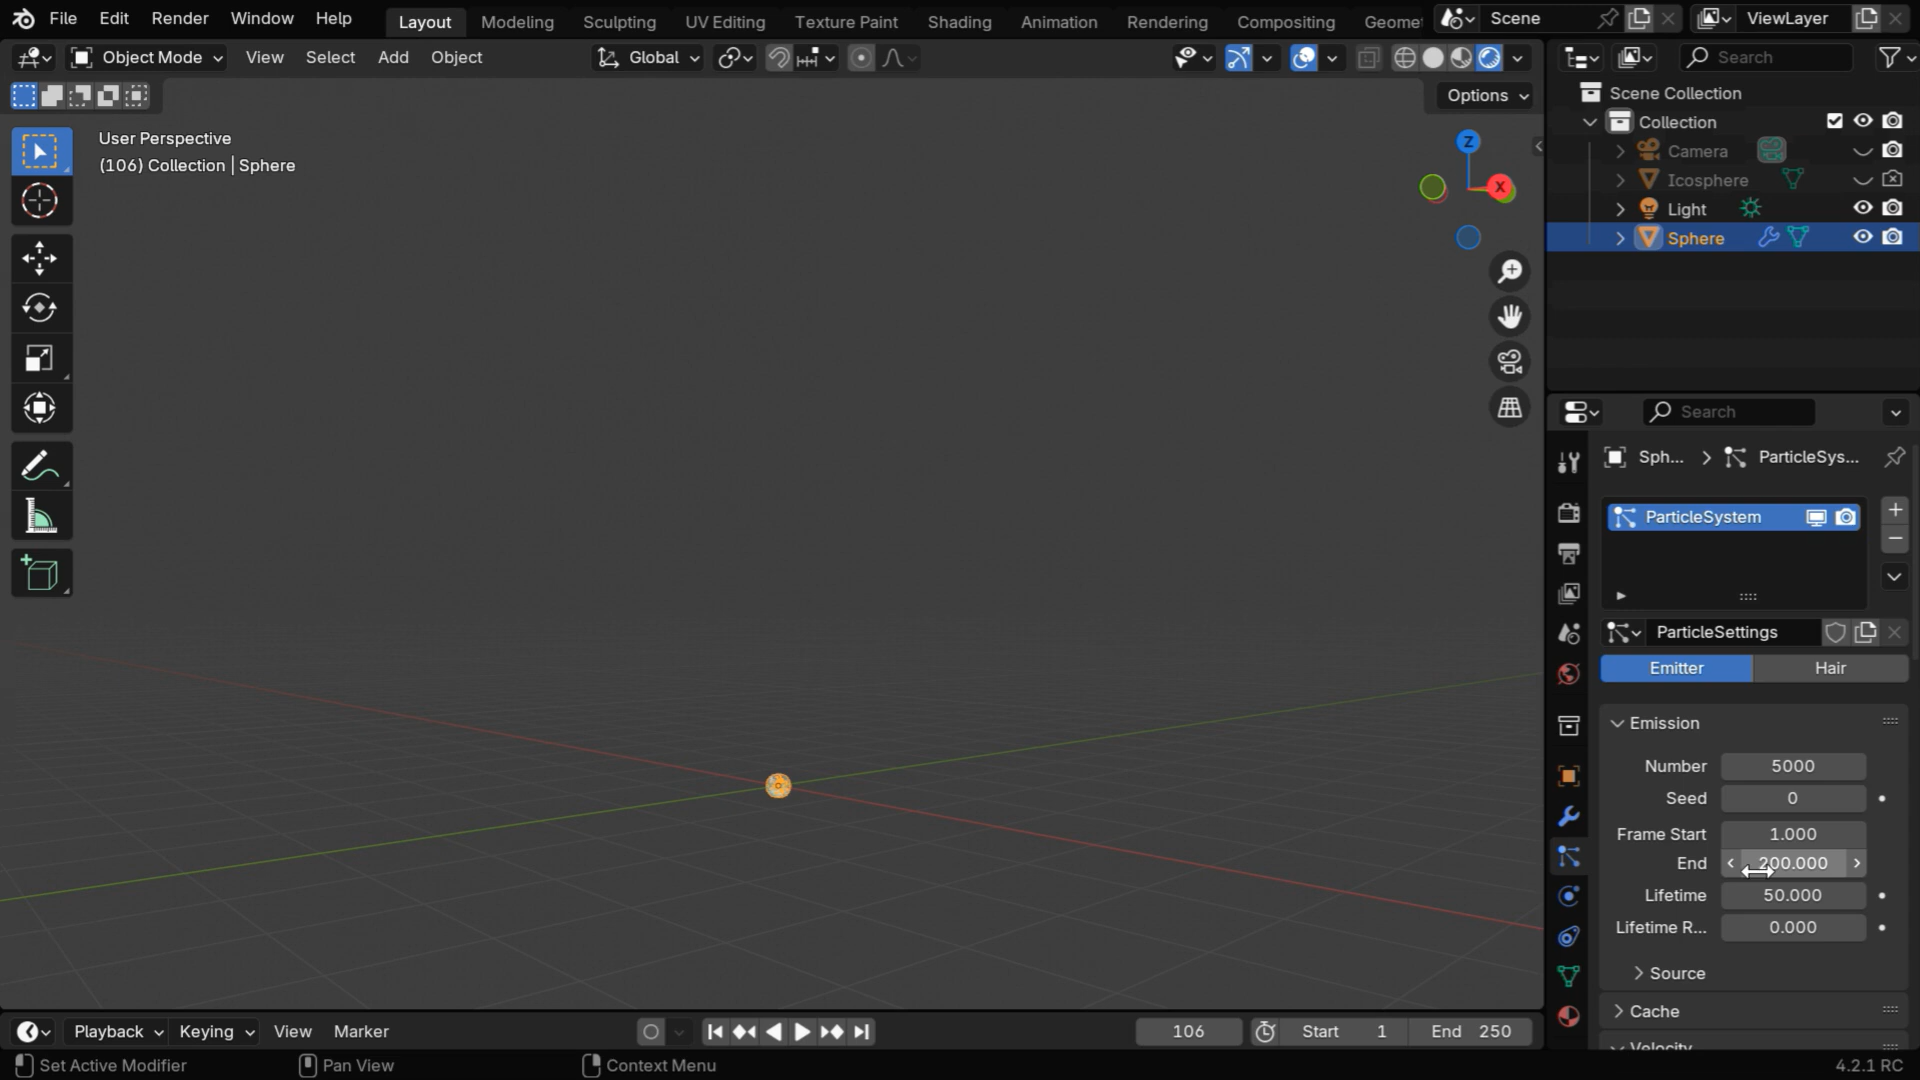 File Edit Render Window Help Layout Modeling Sculpting UV Editing Texture Paint Shading Animation Rendering Compositing Geomet Scene ViewLayer
Object Mode View Select Add Object Global Search
Options
User Perspective
(106) Collection | Sphere
Z
X
Scene Collection
Collection
Camera
Icosphere
Light
Sphere
Search
Sph... ParticleSys...
ParticleSystem
ParticleSettings
Emitter Hair
Emission
Number 5000
Seed 0
Frame Start 1.000
End 200.000
Lifetime 50.000
Lifetime R... 0.000
Source
Cache
Velocity
Playback Keying View Marker 106 Start 1 End 250
Set Active Modifier Pan View Context Menu 4.2.1 RC